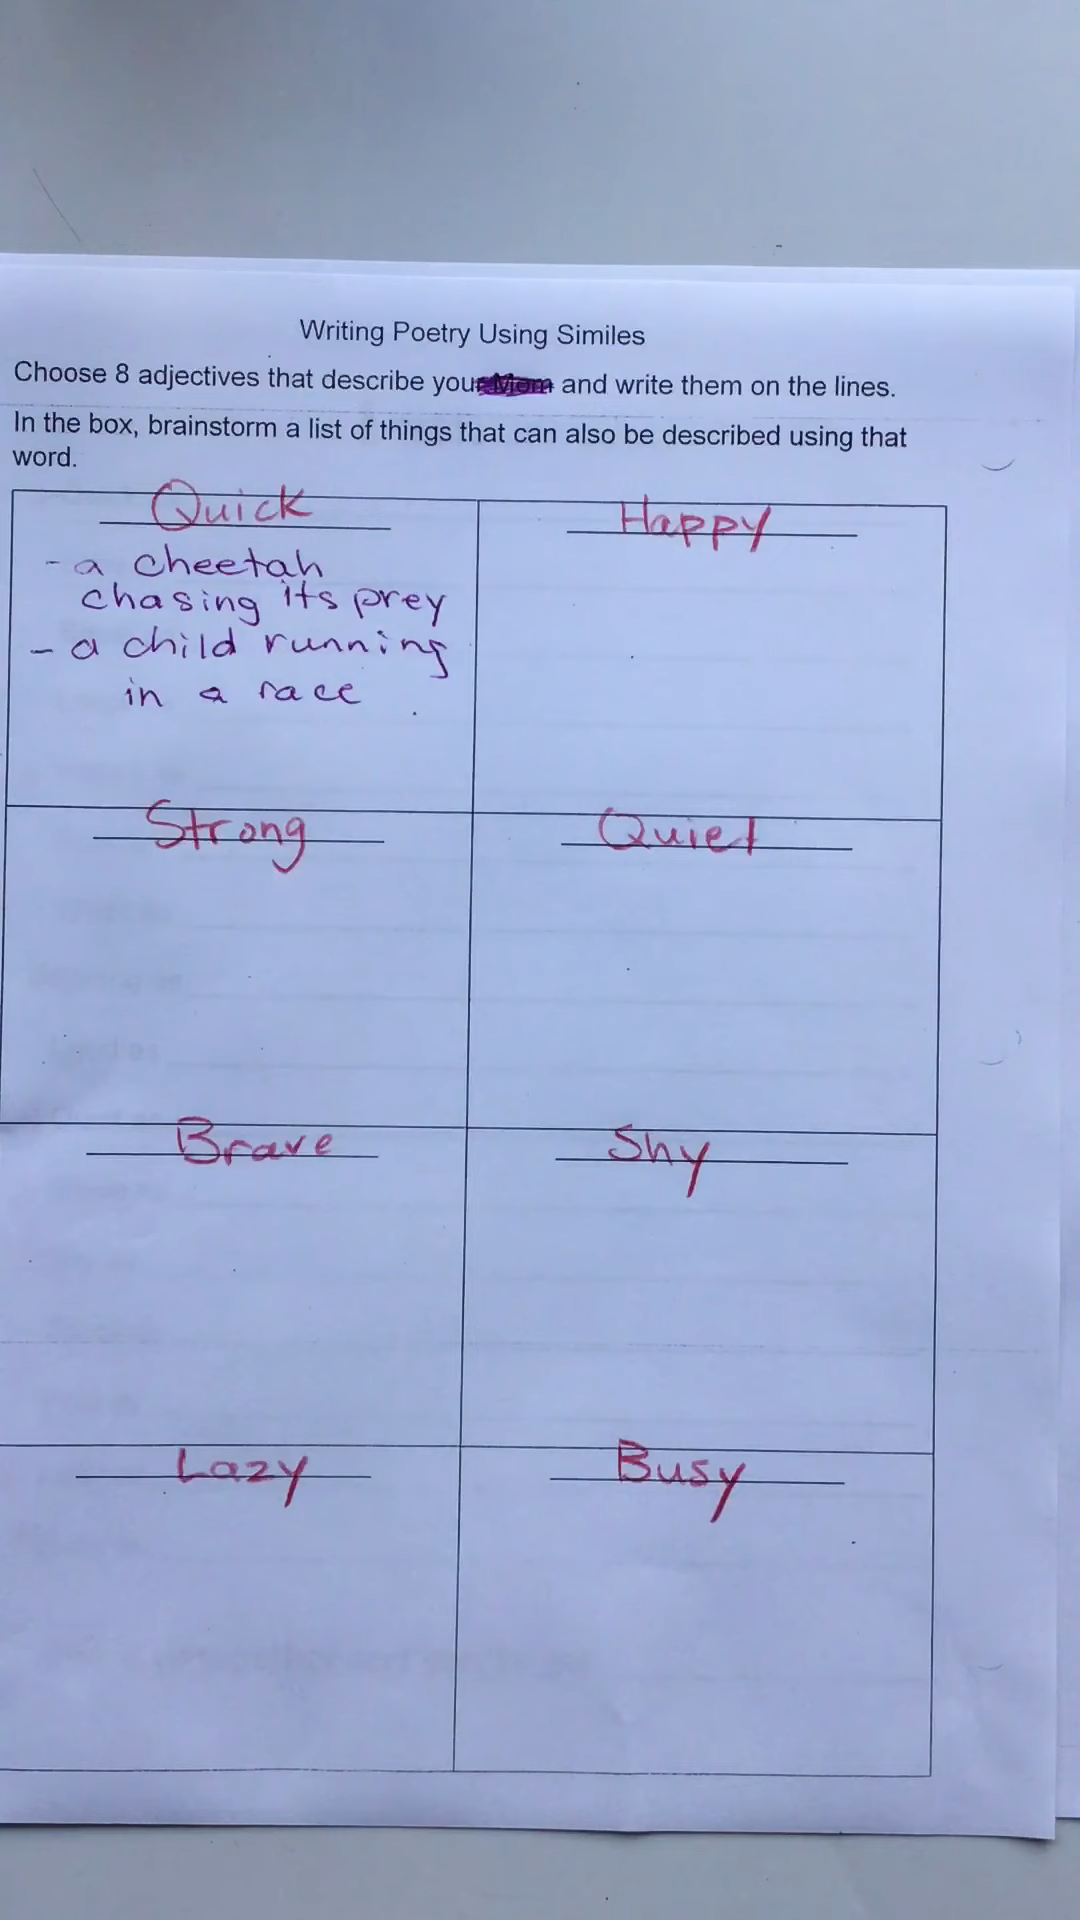 Writing Poetry Using Similes
Choose 8 adjectives that describe your Mom and write them on the lines.
In the box, brainstorm a list of things that can also be described using that
word.
Quick
- a cheetah
chasing its prey
- a child running
in a race
Happy
Strong
Quiet
Brave
Shy
Lazy
Busy